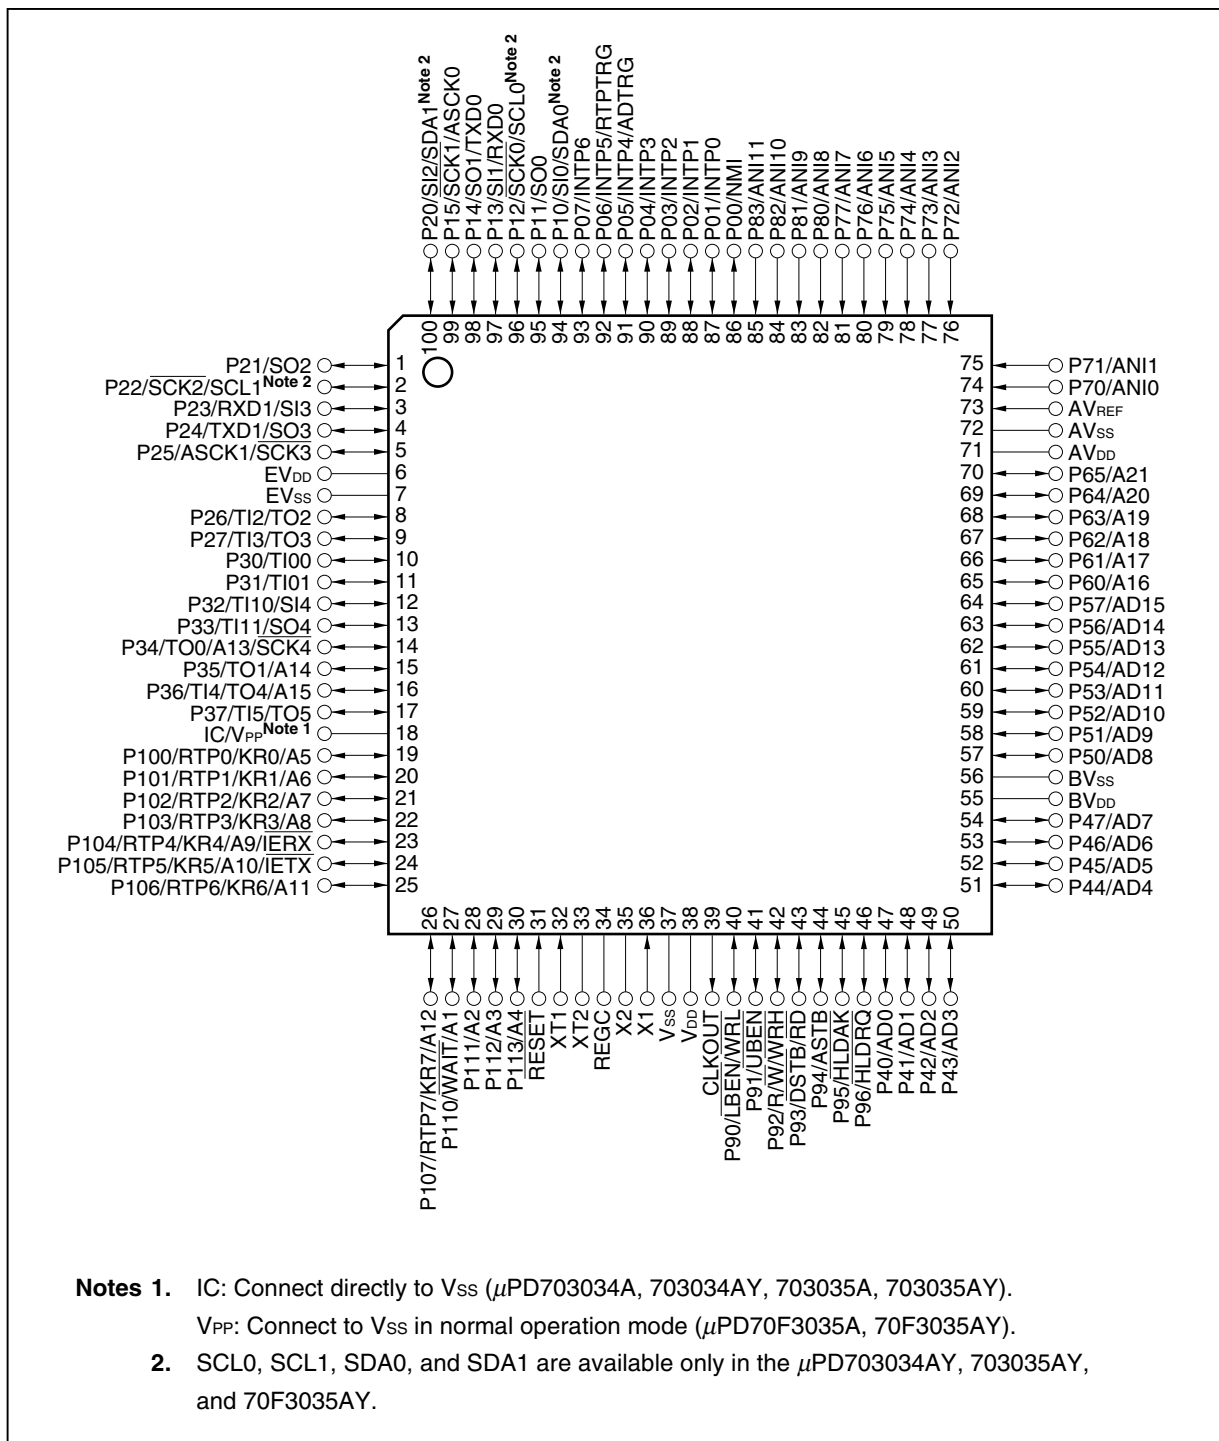 P20/SI2/SDA1Note 2
P15/SCK1/ASCK0
P14/SO1/TXD0
P13/SI1/RXD0
P12/SCK0/SCL0Note 2
P11/SO0
P10/SI0/SDA0Note 2
P07/INTP6
P06/INTP5/RTPTRG
P05/INTP4/ADTRG
P04/INTP3
P03/INTP2
P02/INTP1
P01/INTP0
P00/NMI
P83/ANI11
P82/ANI10
P81/ANI9
P80/ANI8
P77/ANI7
P76/ANI6
P75/ANI5
P74/ANI4
P73/ANI3
P72/ANI2
100 99 98 97 96 95 94 93 92 91 90 89 88 87 86 85 84 83 82 81 80 79 78 77 76
P21/SO2 1
P22/SCK2/SCL1Note 2 2
P23/RXD1/SI3 3
P24/TXD1/SO3 4
P25/ASCK1/SCK3 5
EVDD 6
EVSS 7
P26/TI2/TO2 8
P27/TI3/TO3 9
P30/TI00 10
P31/TI01 11
P32/TI10/SI4 12
P33/TI11/SO4 13
P34/TO0/A13/SCK4 14
P35/TO1/A14 15
P36/TI4/TO4/A15 16
P37/TI5/TO5 17
IC/VPPNote 1 18
P100/RTP0/KR0/A5 19
P101/RTP1/KR1/A6 20
P102/RTP2/KR2/A7 21
P103/RTP3/KR3/A8 22
P104/RTP4/KR4/A9/IERX 23
P105/RTP5/KR5/A10/IETX 24
P106/RTP6/KR6/A11 25
75 P71/ANI1
74 P70/ANI0
73 AVREF
72 AVSS
71 AVDD
70 P65/A21
69 P64/A20
68 P63/A19
67 P62/A18
66 P61/A17
65 P60/A16
64 P57/AD15
63 P56/AD14
62 P55/AD13
61 P54/AD12
60 P53/AD11
59 P52/AD10
58 P51/AD9
57 P50/AD8
56 BVSS
55 BVDD
54 P47/AD7
53 P46/AD6
52 P45/AD5
51 P44/AD4
26 27 28 29 30 31 32 33 34 35 36 37 38 39 40 41 42 43 44 45 46 47 48 49 50
P107/RTP7/KR7/A12
P110/WAIT/A1
P111/A2
P112/A3
P113/A4
RESET
XT1
XT2
REGC
X2
X1
VSS
VDD
CLKOUT
P90/LBEN/WRL
P91/UBEN
P92/R/W/WRH
P93/DSTB/RD
P94/ASTB
P95/HLDAK
P96/HLDRQ
P40/AD0
P41/AD1
P42/AD2
P43/AD3
Notes 1. IC: Connect directly to VSS (μPD703034A, 703034AY, 703035A, 703035AY).
VPP: Connect to VSS in normal operation mode (μPD70F3035A, 70F3035AY).
2. SCL0, SCL1, SDA0, and SDA1 are available only in the μPD703034AY, 703035AY,
and 70F3035AY.